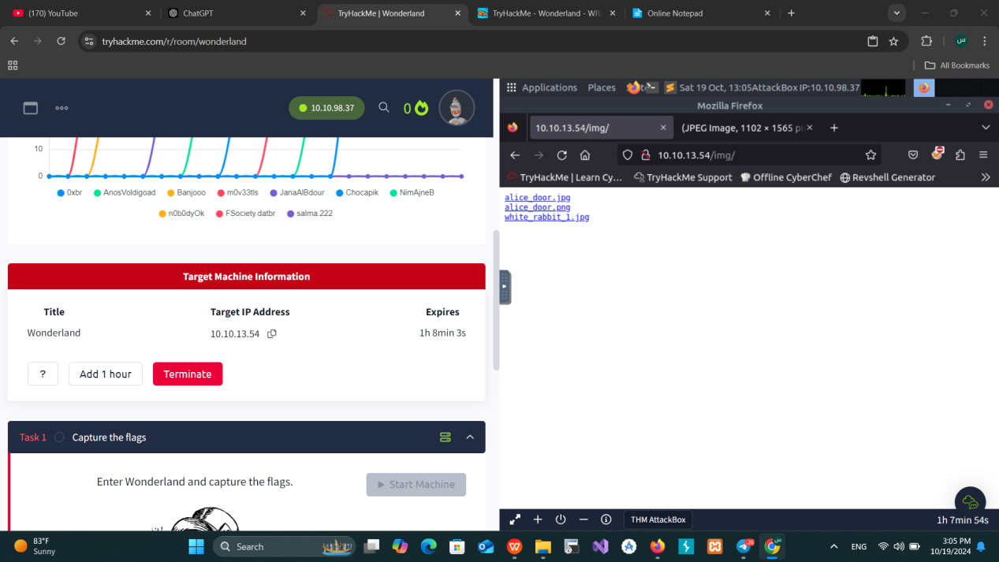 (170) YouTube
ChatGPT
TryHackMe | Wonderland
TryHackMe - Wonderland - WR
Online Notepad
tryhackme.com/r/room/wonderland
س
All Bookmarks
10.10.98.37
0
10
0
0xbr
AnosVoldigoad
Banjooo
m0v33tls
JanaAlBdour
Chocapik
NimAjneB
n0b0dyOk
FSociety.datbr
salma.222
Target Machine Information
Title
Target IP Address
Expires
Wonderland
10.10.13.54
1h 8min 3s
?
Add 1 hour
Terminate
Task 1
Capture the flags
Enter Wonderland and capture the flags.
Start Machine
Applications
Places
Sat 19 Oct, 13:05
AttackBox IP:10.10.98.37
Mozilla Firefox
10.10.13.54/img/
(JPEG Image, 1102 × 1565 pi
10.10.13.54/img/
TryHackMe | Learn Cy...
TryHackMe Support
Offline CyberChef
Revshell Generator
alice_door.jpg
alice_door.png
white_rabbit_1.jpg
THM AttackBox
1h 7min 54s
83°F
Sunny
Search
26
ENG
3:05 PM
10/19/2024